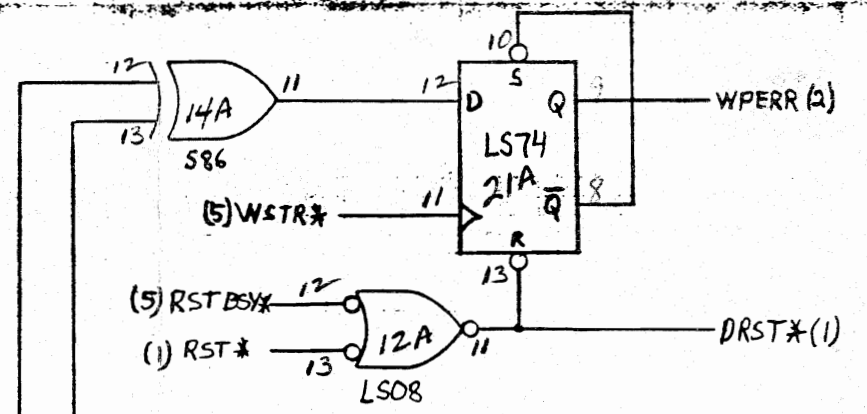 10
12 11 12 S 9
14A D Q WPERR (2)
13
S86 LS74
21A
(5) WSTR* 11 Q̅ 8
R
13
(5) RSTBSY* 12
12A 11 DRST* (1)
(1) RST* 13
LS08